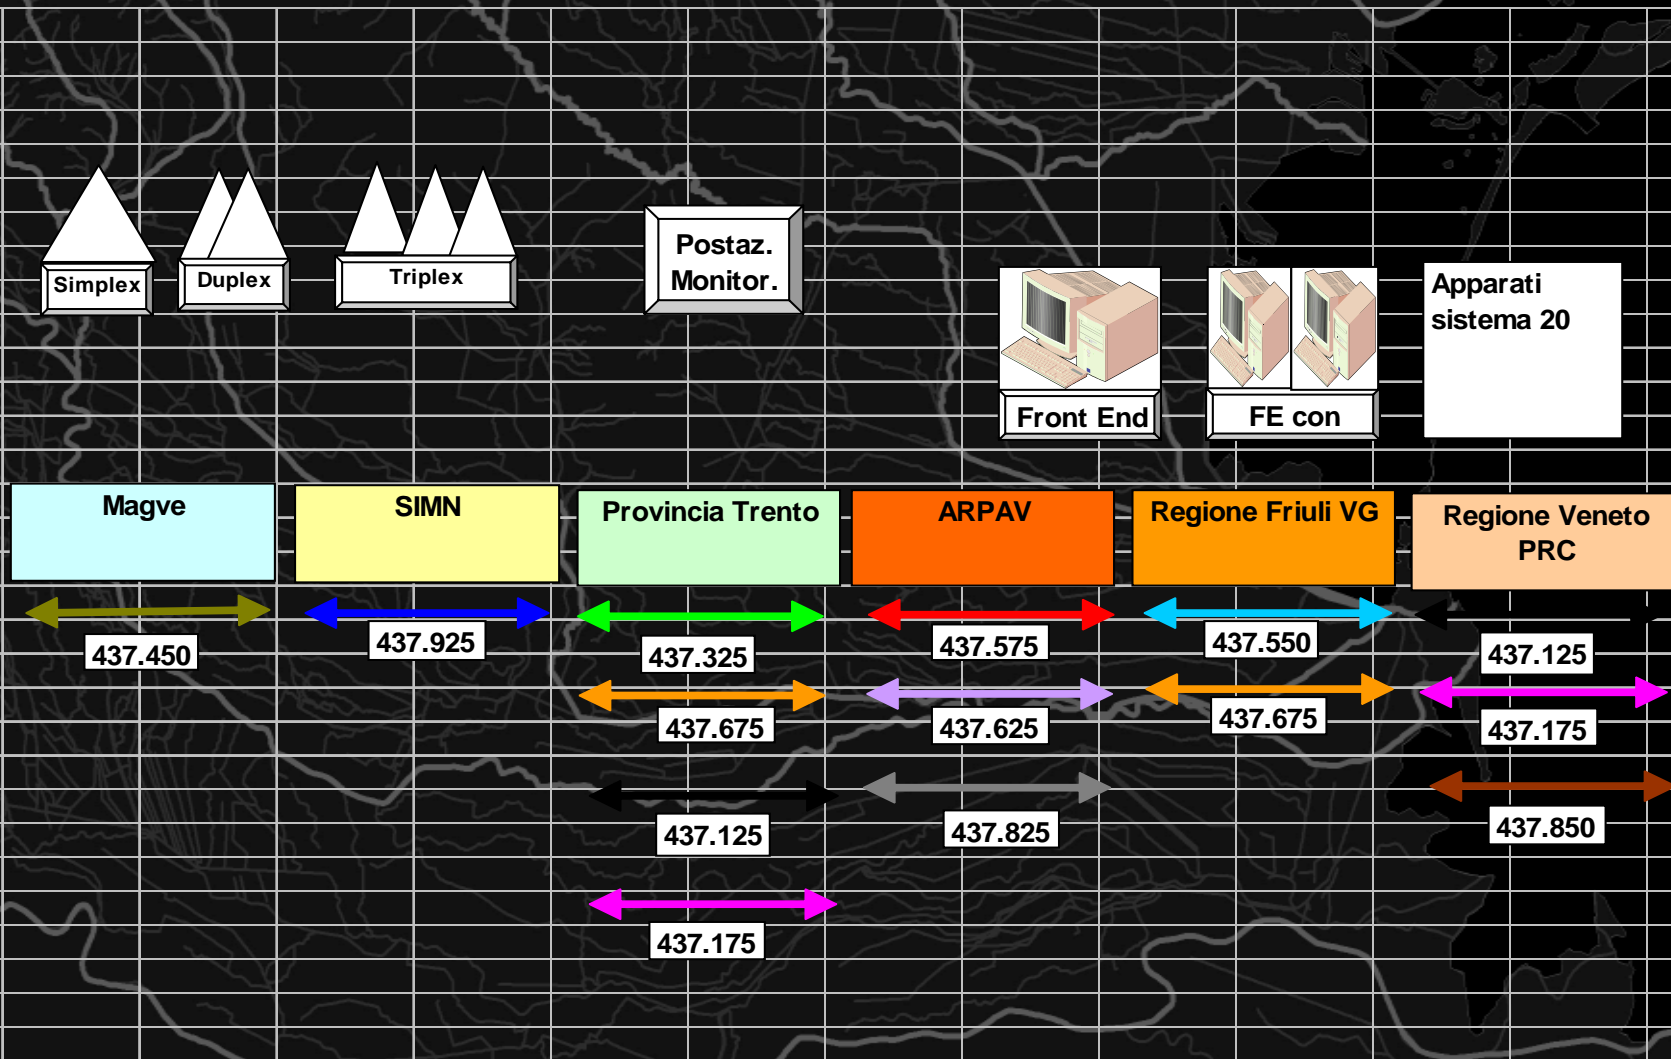 Simplex
Duplex
Triplex
Postaz.
Monitor.
Front End
FE con
Apparati
sistema 20
Magve
SIMN
Provincia Trento
ARPAV
Regione Friuli VG
Regione Veneto
PRC
437.450
437.925
437.325
437.575
437.550
437.125
437.675
437.625
437.675
437.175
437.125
437.825
437.850
437.175